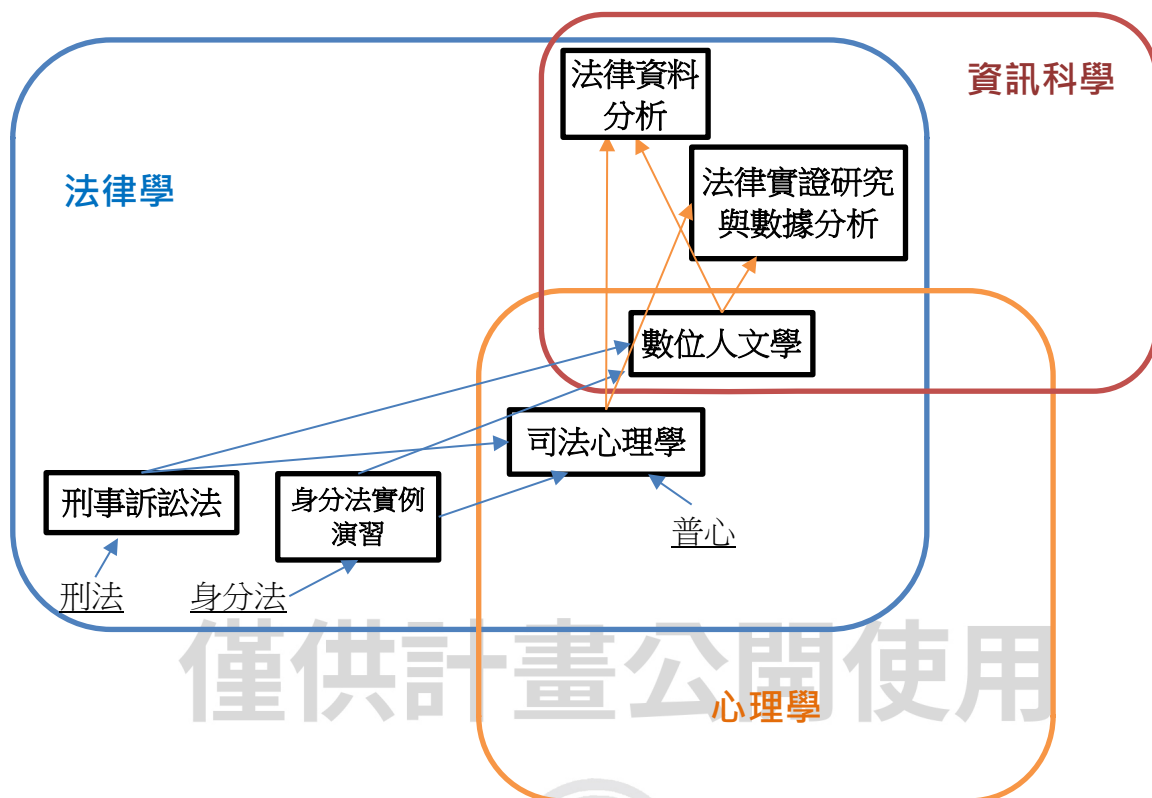 法律資料
分析
資訊科學
法律學
法律實證研究
與數據分析
數位人文學
司法心理學
刑事訴訟法
身分法實例
演習
普心
刑法
身分法
僅供計畫公開使用
心理學